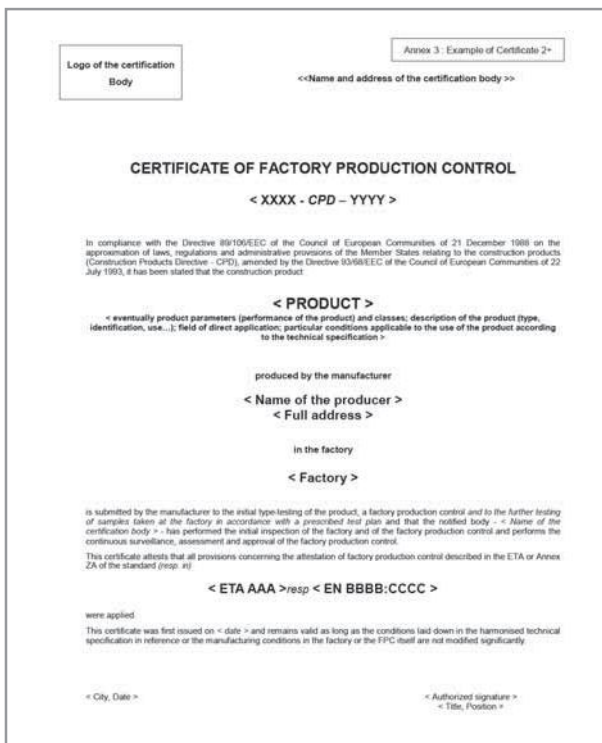 Annex 3 : Example of Certificate 2+
Logo of the certification
Body
<<Name and address of the certification body >>
CERTIFICATE OF FACTORY PRODUCTION CONTROL
< XXXX - CPD – YYYY >
In compliance with the Directive 89/106/EEC of the Council of European Communities of 21 December 1988 on the
approximation of laws, regulations and administrative provisions of the Member States relating to the construction products
(Construction Products Directive - CPD), amended by the Directive 93/68/EEC of the Council of European Communities of 22
July 1993, it has been stated that the construction product
< PRODUCT >
< eventually product parameters (performance of the product) and classes; description of the product (type,
identification, use...); field of direct application; particular conditions applicable to the use of the product according
to the technical specification >
produced by the manufacturer
< Name of the producer >
< Full address >
in the factory
< Factory >
is submitted by the manufacturer to the initial type-testing of the product, a factory production control and to the further testing
of samples taken at the factory in accordance with a prescribed test plan and that the notified body - < Name of the
certification body > - has performed the initial inspection of the factory and of the factory production control and performs the
continuous surveillance, assessment and approval of the factory production control.
This certificate attests that all provisions concerning the attestation of factory production control described in the ETA or Annex
ZA of the standard (resp. in)
< ETA AAA >resp < EN BBBB:CCCC >
were applied.
This certificate was first issued on < date > and remains valid as long as the conditions laid down in the harmonised technical
specification in reference or the manufacturing conditions in the factory or the FPC itself are not modified significantly.
< City, Date >
< Authorized signature >
< Title, Position >